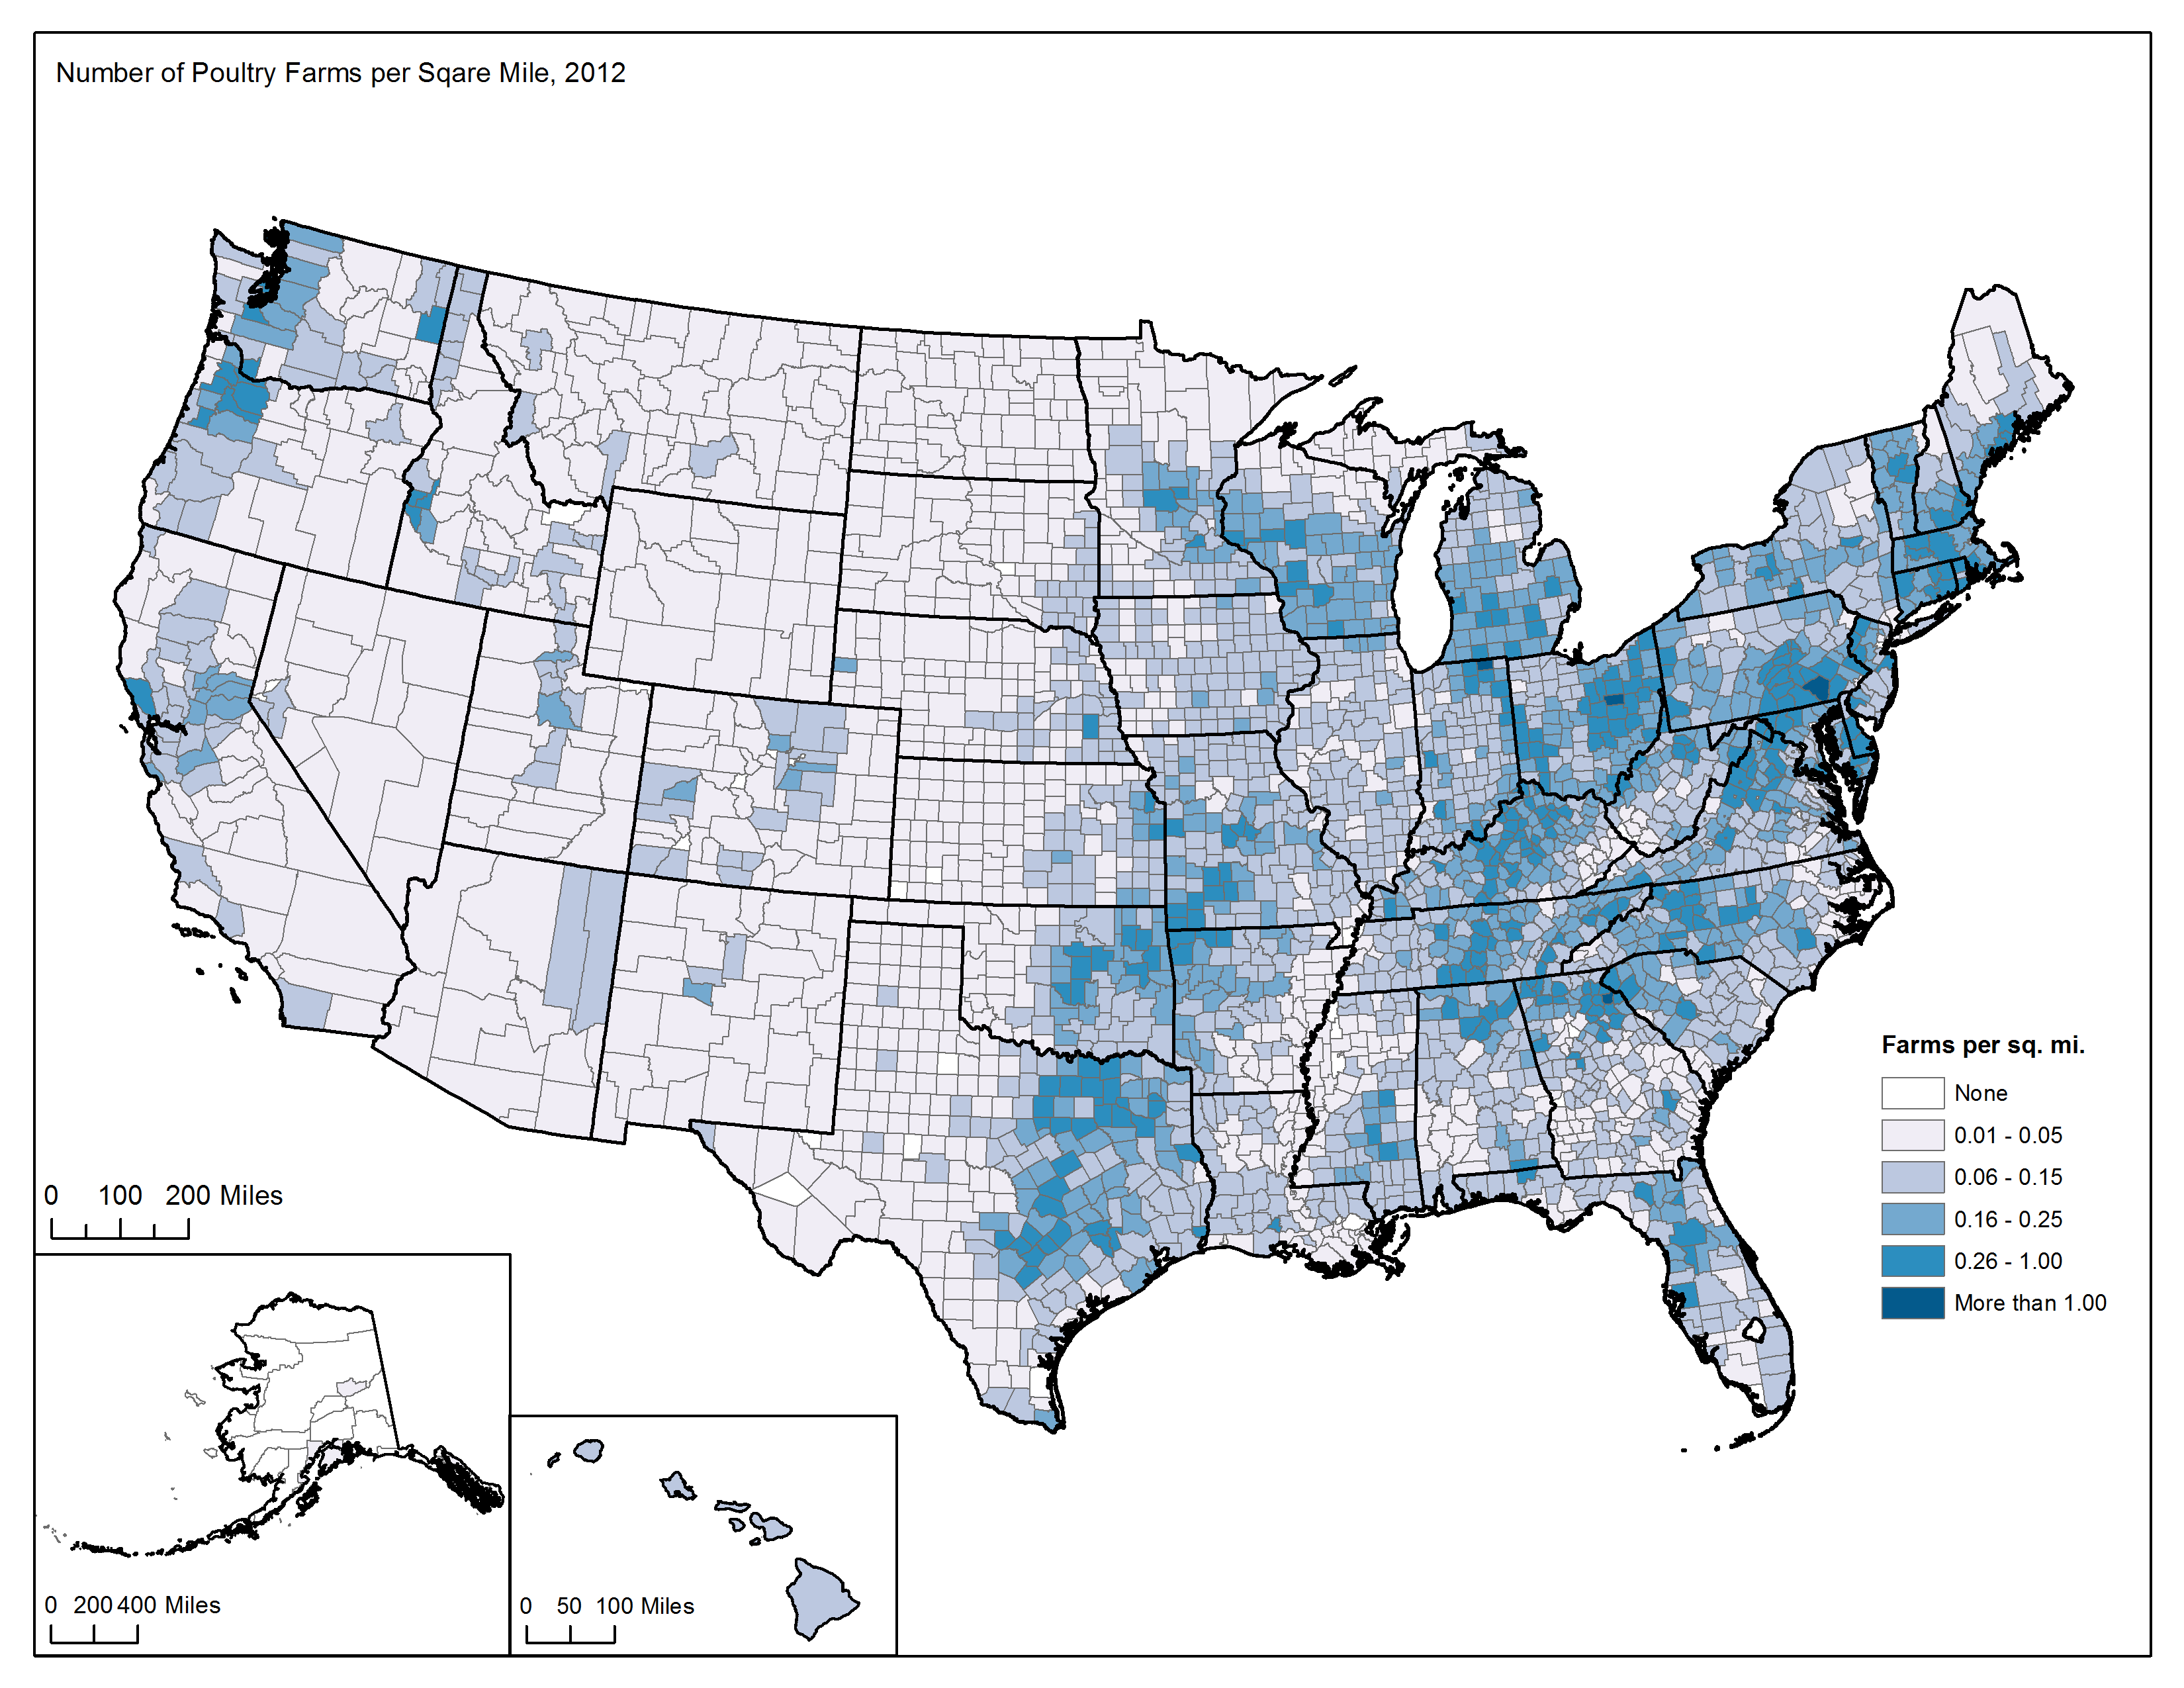 Number of Poultry Farms per Sqare Mile, 2012
Farms per sq. mi.
None
0.01 - 0.05
0.06 - 0.15
0.16 - 0.25
0.26 - 1.00
More than 1.00
0 100 200 Miles
0 200 400 Miles
0 50 100 Miles